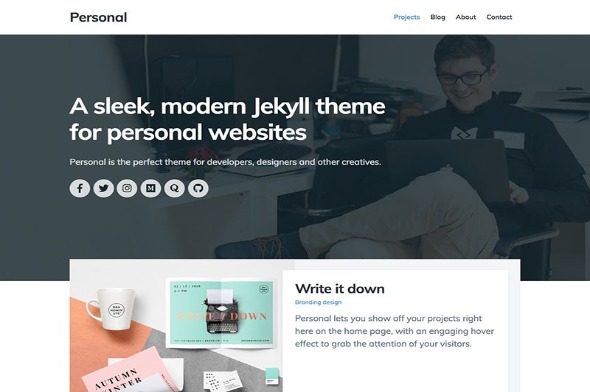 Personal
Projects Blog About Contact
A sleek, modern Jekyll theme
for personal websites
Personal is the perfect theme for developers, designers and other creatives.
WRITE / DOWN
AUTUMN
WINTER
Write it down
Branding design
Personal lets you show off your projects right
here on the home page, with an engaging hover
effect to grab the attention of your visitors.